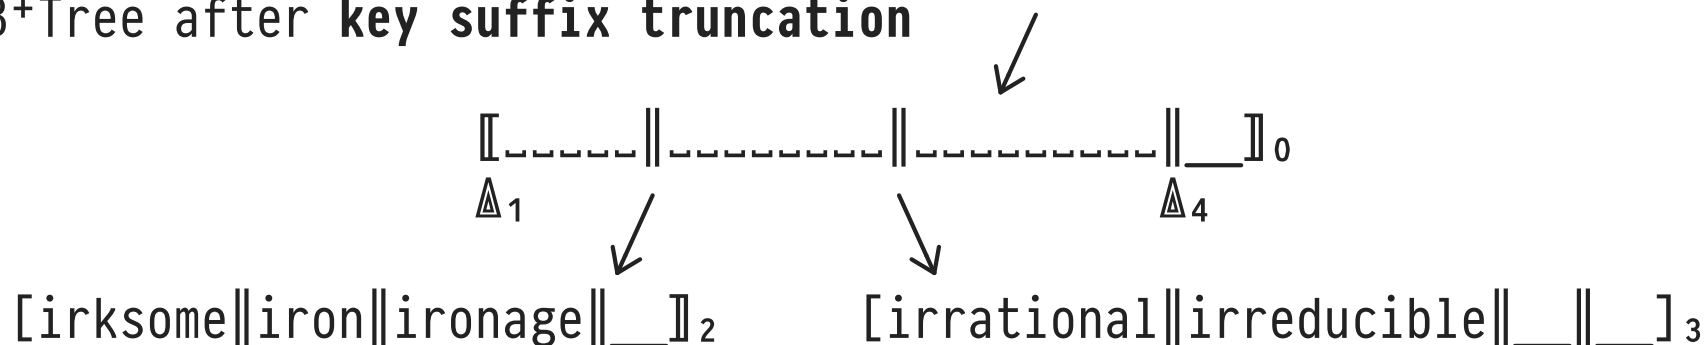 B⁺Tree after key suffix truncation
⟦␣␣␣␣␣‖␣␣␣␣␣␣␣␣‖␣␣␣␣␣␣␣␣␣‖__⟧₀
◬₁ ◬₄
[irksome‖iron‖ironage‖__⟧₂ [irrational‖irreducible‖__‖__]₃